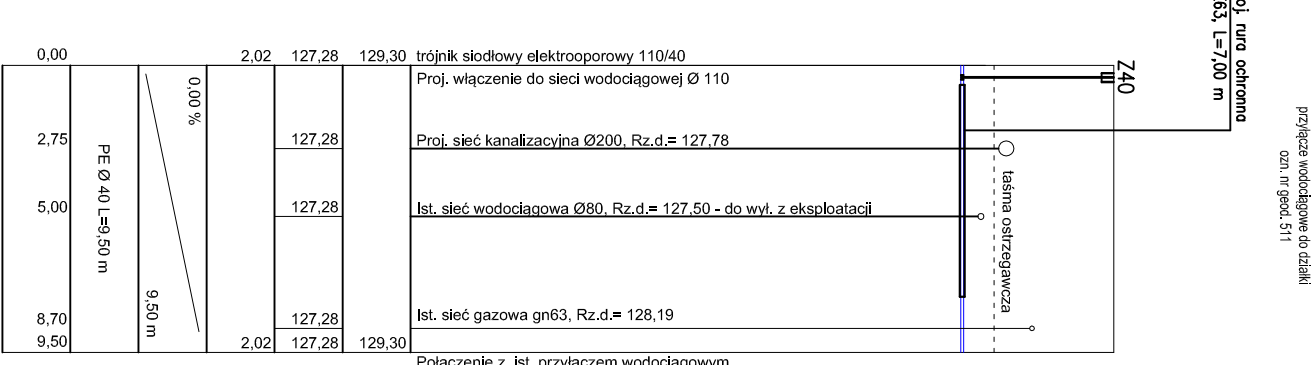 0,00
2,02 127,28 129,30 trójnik siodłowy elektrooporowy 110/40
Proj. włączenie do sieci wodociągowej Ø 110
Z40
oj. rura ochronna
63, L=7,00 m
przyłącze wodociągowe do działki
ozn. nr geod. 511
0,00 %
2,75
127,28
Proj. sieć kanalizacyjna Ø200, Rz.d.= 127,78
PE Ø 40 L=9,50 m
taśma ostrzegawcza
5,00
127,28
Ist. sieć wodociągowa Ø80, Rz.d.= 127,50 - do wył. z eksploatacji
9,50 m
8,70
127,28
Ist. sieć gazowa gn63, Rz.d.= 128,19
9,50
2,02 127,28 129,30
Połączenie z ist. przyłączem wodociągowym